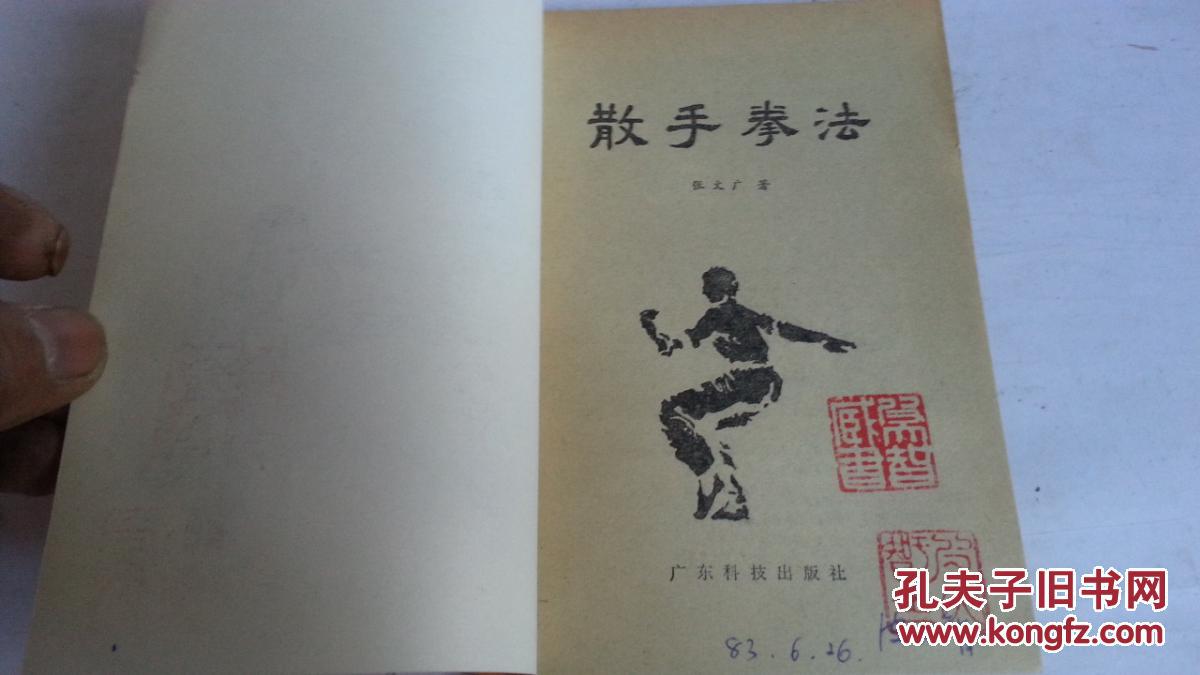 散手拳法
张文广 著
广东科技出版社
83.6.26.
孔夫子旧书网
www.kongfz.com